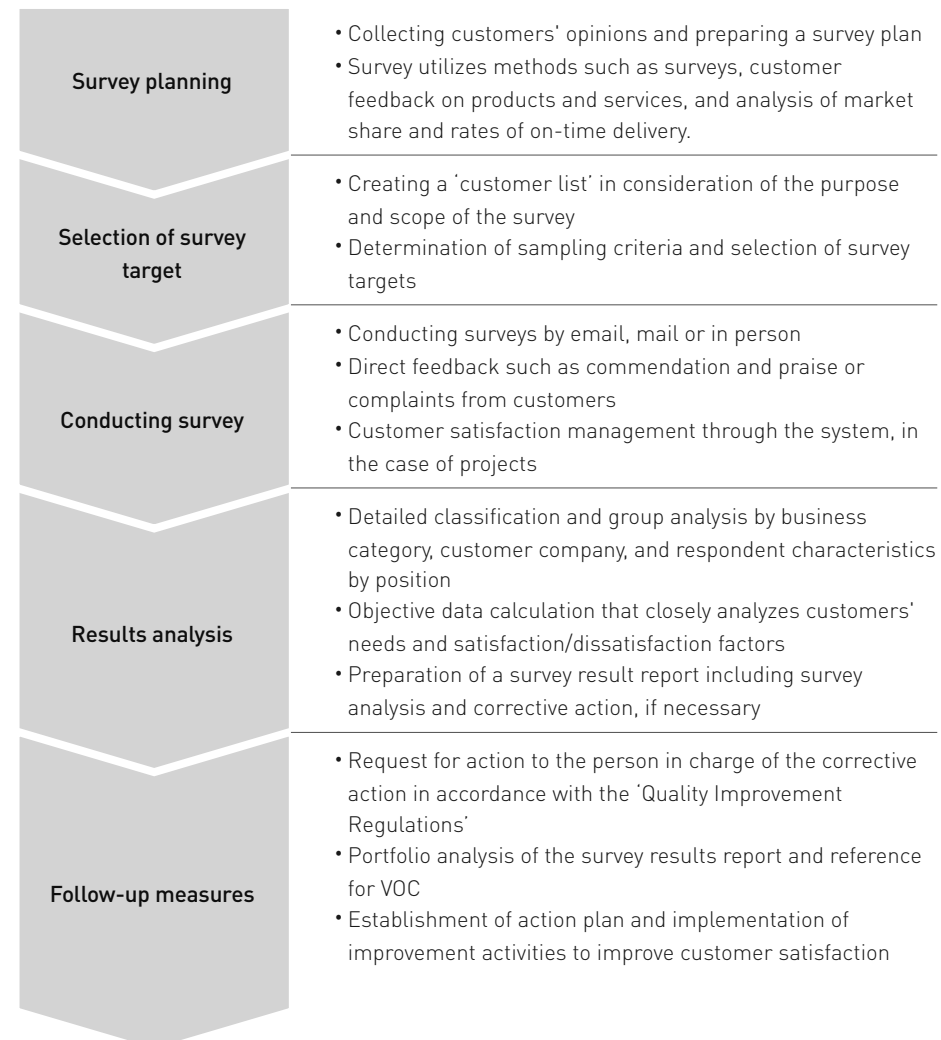 Survey planning
• Collecting customers' opinions and preparing a survey plan
• Survey utilizes methods such as surveys, customer
feedback on products and services, and analysis of market
share and rates of on-time delivery.
Selection of survey
target
• Creating a ‘customer list’ in consideration of the purpose
and scope of the survey
• Determination of sampling criteria and selection of survey
targets
Conducting survey
• Conducting surveys by email, mail or in person
• Direct feedback such as commendation and praise or
complaints from customers
• Customer satisfaction management through the system, in
the case of projects
Results analysis
• Detailed classification and group analysis by business
category, customer company, and respondent characteristics
by position
• Objective data calculation that closely analyzes customers'
needs and satisfaction/dissatisfaction factors
• Preparation of a survey result report including survey
analysis and corrective action, if necessary
Follow-up measures
• Request for action to the person in charge of the corrective
action in accordance with the ‘Quality Improvement
Regulations’
• Portfolio analysis of the survey results report and reference
for VOC
• Establishment of action plan and implementation of
improvement activities to improve customer satisfaction